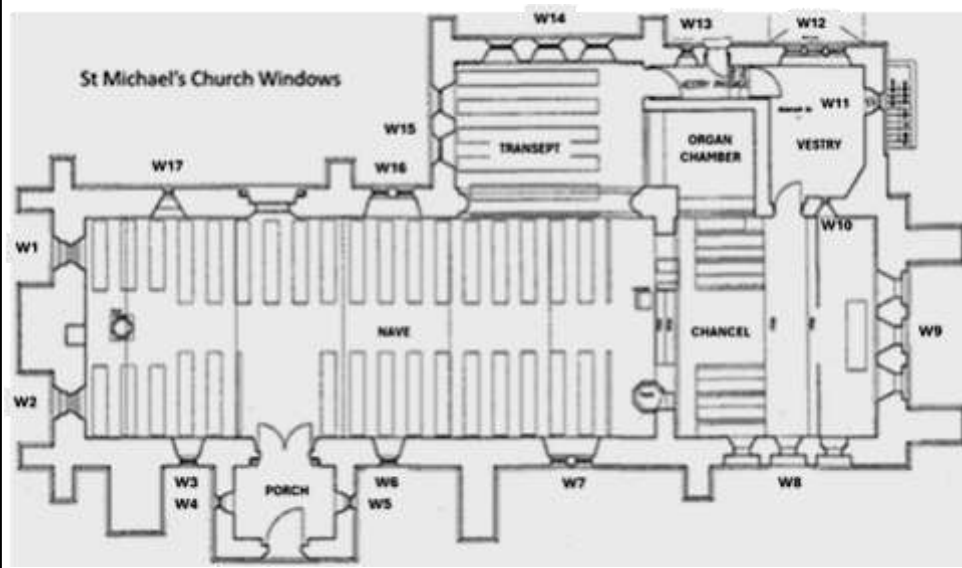 W14
W13
W12
St Michael's Church Windows
W11
W15
TRANSEPT
ORGAN
CHAMBER
VESTRY
W17
W16
W1
W10
NAVE
CHANCEL
W9
W2
W3
W6
W7
W8
W4
PORCH
W5